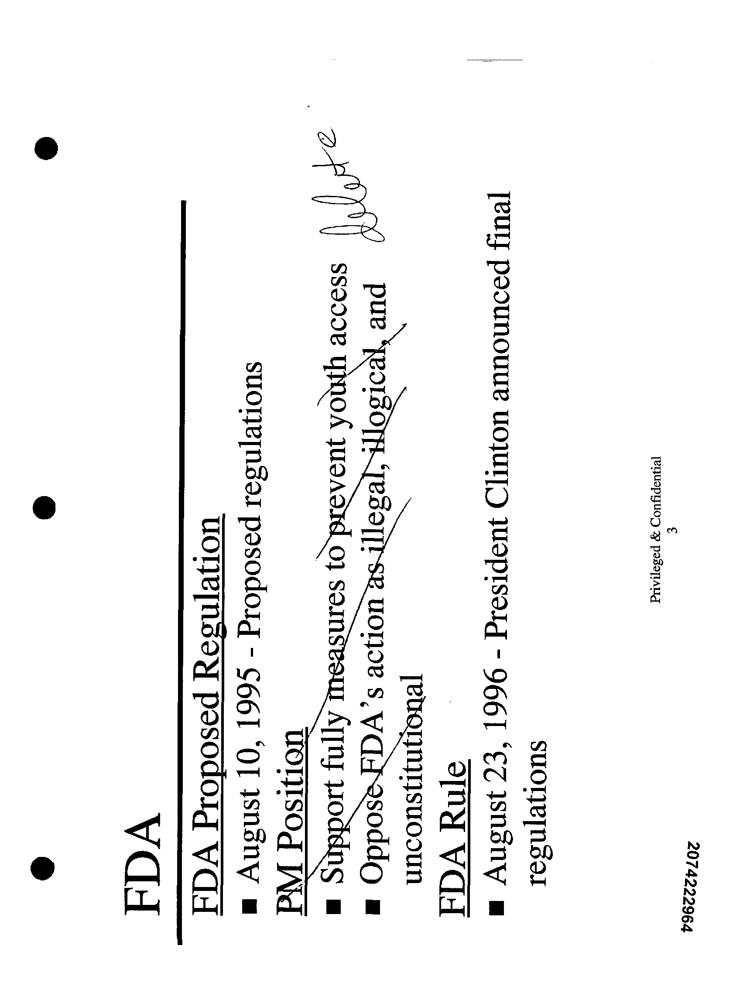 FDA
FDA Proposed Regulation
■ August 10, 1995 - Proposed regulations
PM Position
■ Support fully measures to prevent youth access
■ Oppose FDA's action as illegal, illogical, and
unconstitutional
delete
FDA Rule
■ August 23, 1996 - President Clinton announced final
regulations
Privileged & Confidential
3
2074222964